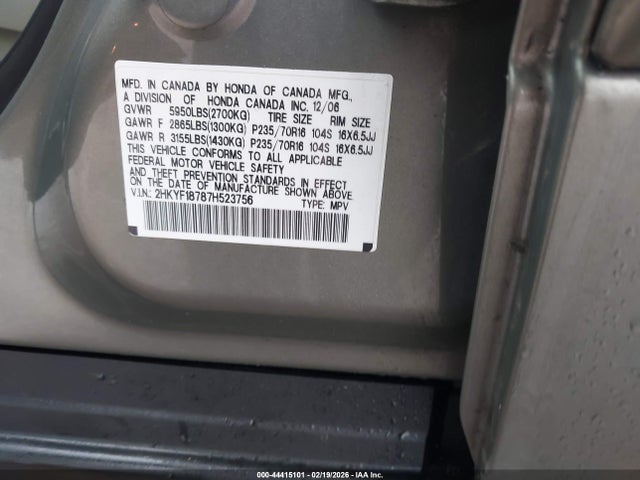 MFD. IN CANADA BY HONDA OF CANADA MFG.,
A DIVISION OF HONDA CANADA INC. 12/06
GVWR 5950LBS(2700KG) TIRE SIZE RIM SIZE
GAWR F 2865LBS(1300KG) P235/70R16 104S 16X6.5JJ
GAWR R 3155LBS(1430KG) P235/70R16 104S 16X6.5JJ
THIS VEHICLE CONFORMS TO ALL APPLICABLE
FEDERAL MOTOR VEHICLE SAFETY
AND THEFT PREVENTION STANDARDS IN EFFECT
ON THE DATE OF MANUFACTURE SHOWN ABOVE.
V.I.N.: 2HKYF18787H523756 TYPE: MPV
000-44415101 - 02/19/2026 - IAAI, Inc.